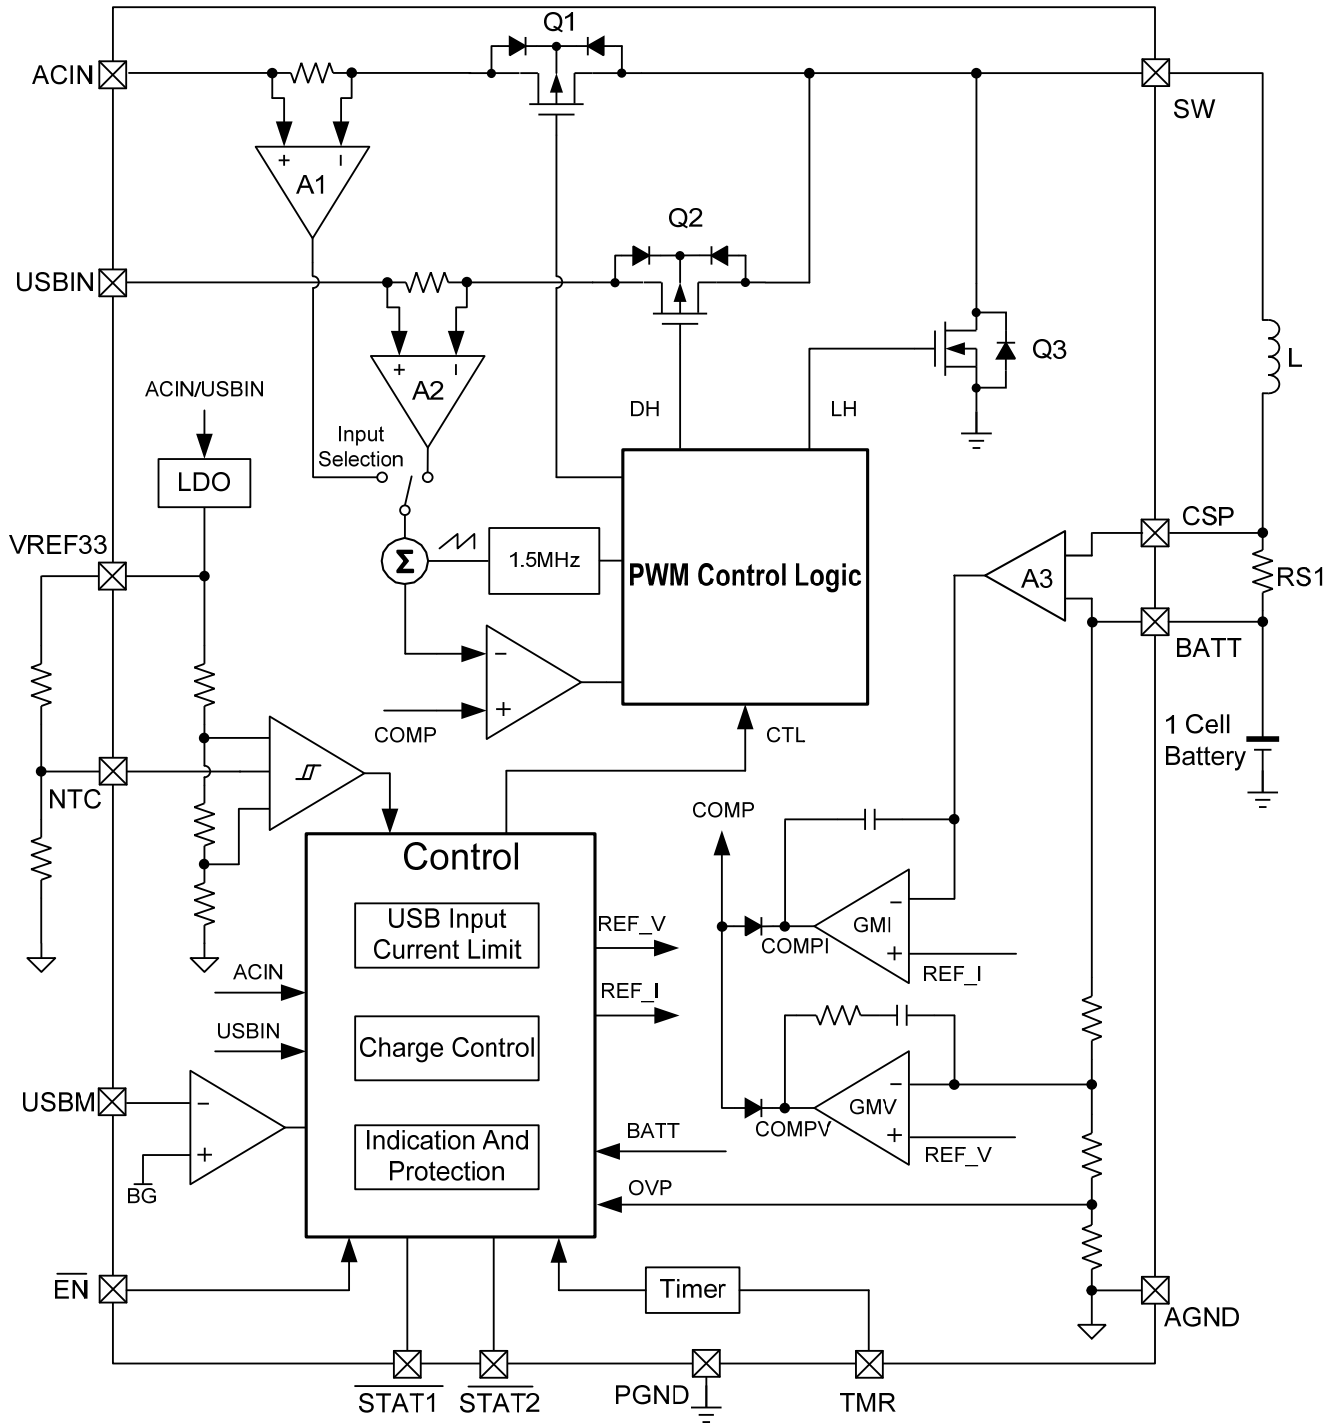 Q1
ACIN
SW
A1
+
−
Q2
USBIN
A2
+
−
Q3
L
ACIN/USBIN
DH
LH
Input
Selection
LDO
CSP
VREF33
Σ
1.5MHz
PWM Control Logic
A3
RS1
BATT
−
+
COMP
CTL
1 Cell
Battery
NTC
COMP
Control
USB Input
Current Limit
REF_V
−
GMI
+
COMPI
REF_I
ACIN
REF_I
USBIN
Charge Control
USBM
−
+
BG
−
GMV
+
COMPV
REF_V
Indication And
Protection
BATT
OVP
EN
Timer
AGND
STAT1
STAT2
PGND
TMR